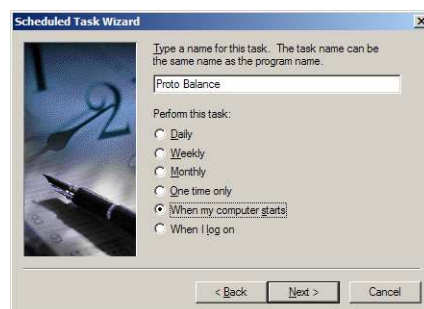 Scheduled Task Wizard
Type a name for this task. The task name can be
the same name as the program name.
Proto Balance
Perform this task:
Daily
Weekly
Monthly
One time only
When my computer starts
When I log on
< Back
Next >
Cancel